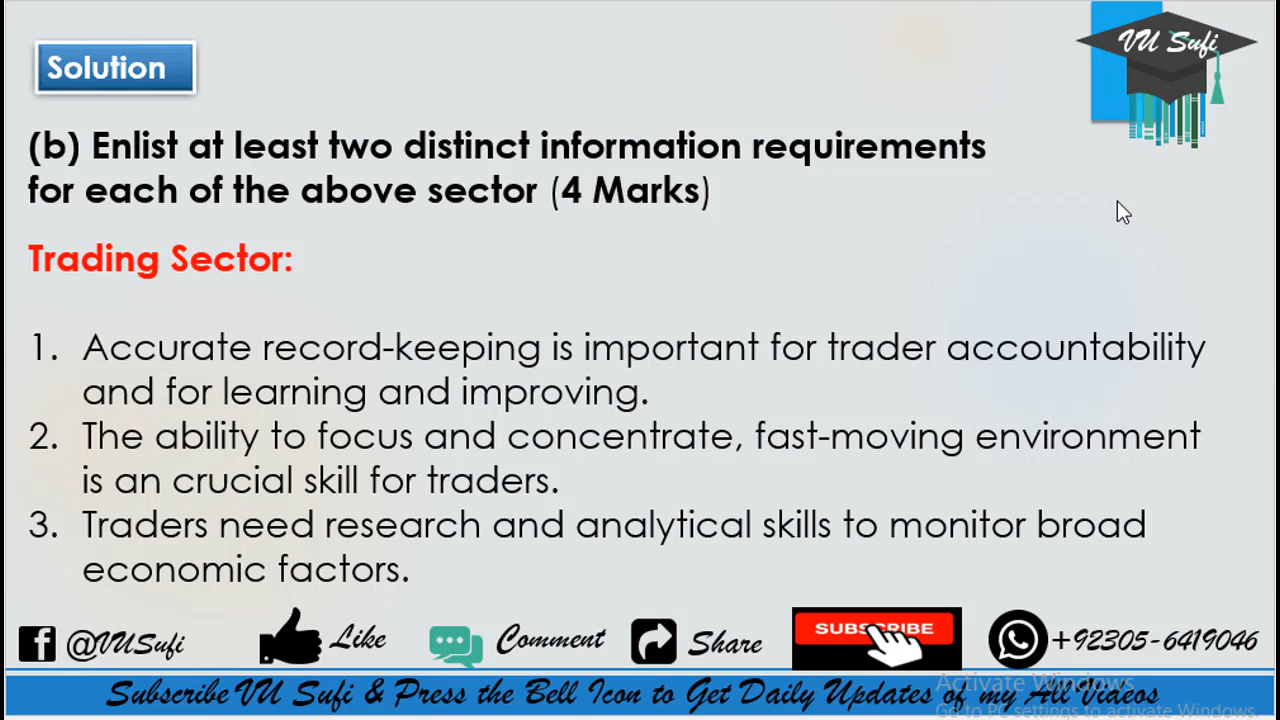 VU Sufi
Solution
(b) Enlist at least two distinct information requirements
for each of the above sector (4 Marks)
Trading Sector:
1. Accurate record-keeping is important for trader accountability
and for learning and improving.
2. The ability to focus and concentrate, fast-moving environment
is an crucial skill for traders.
3. Traders need research and analytical skills to monitor broad
economic factors.
@VUSufi Like Comment Share SUBSCRIBE +92305-6419046
Subscribe VU Sufi & Press the Bell Icon to Get Daily Updates of my All Videos
Activate Windows
Go to PC settings to activate Windows.